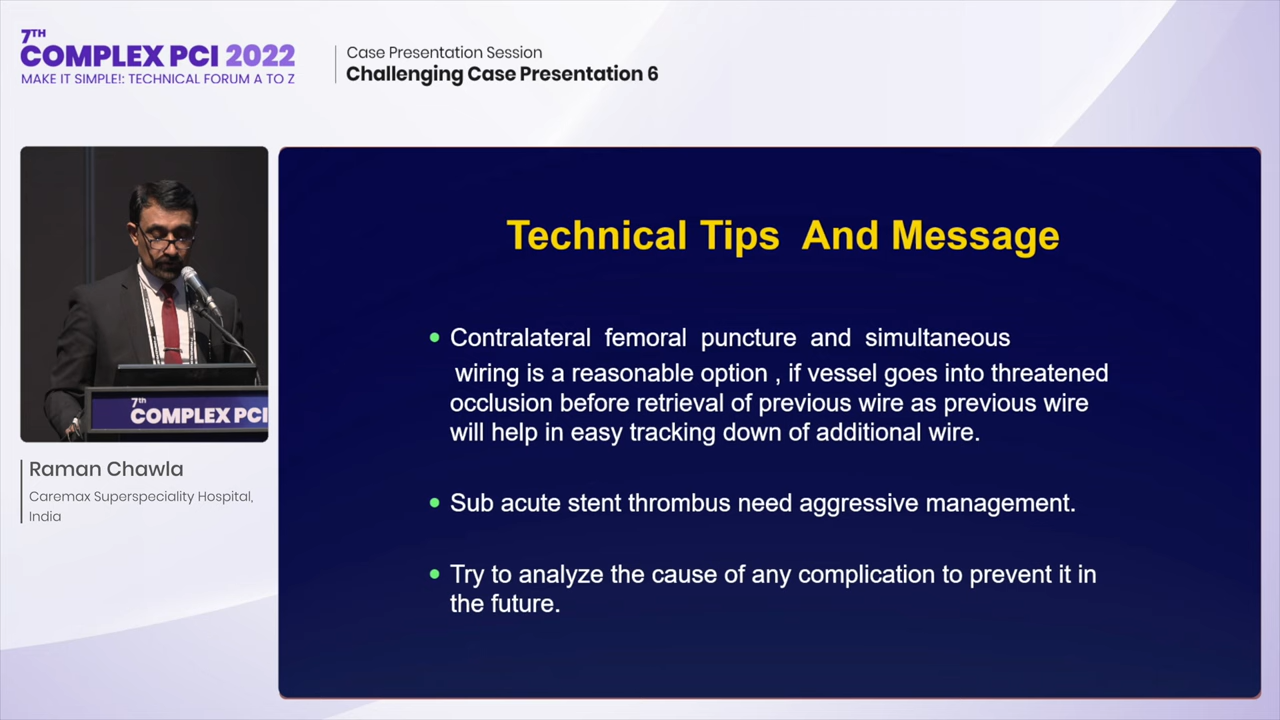 7TH
COMPLEX PCI 2022
MAKE IT SIMPLE!: TECHNICAL FORUM A TO Z
Case Presentation Session
Challenging Case Presentation 6
7th
COMPLEX PCI
Raman Chawla
Caremax Superspeciality Hospital,
India
Technical Tips And Message
• Contralateral femoral puncture and simultaneous
wiring is a reasonable option , if vessel goes into threatened
occlusion before retrieval of previous wire as previous wire
will help in easy tracking down of additional wire.
• Sub acute stent thrombus need aggressive management.
• Try to analyze the cause of any complication to prevent it in
the future.